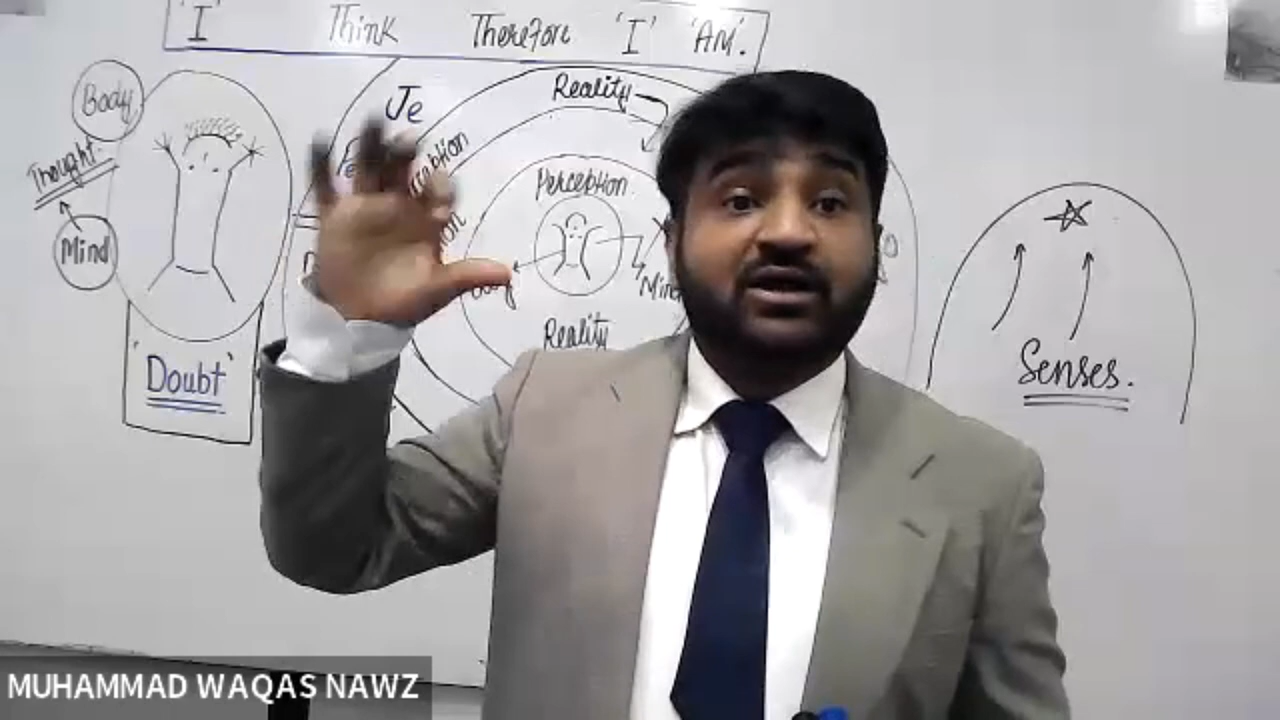 'I' Think Therefore 'I' 'AM'.
Body
Thought
Mind
'Doubt'
Je
Reality
Perception
Reality
Senses.
MUHAMMAD WAQAS NAWZ